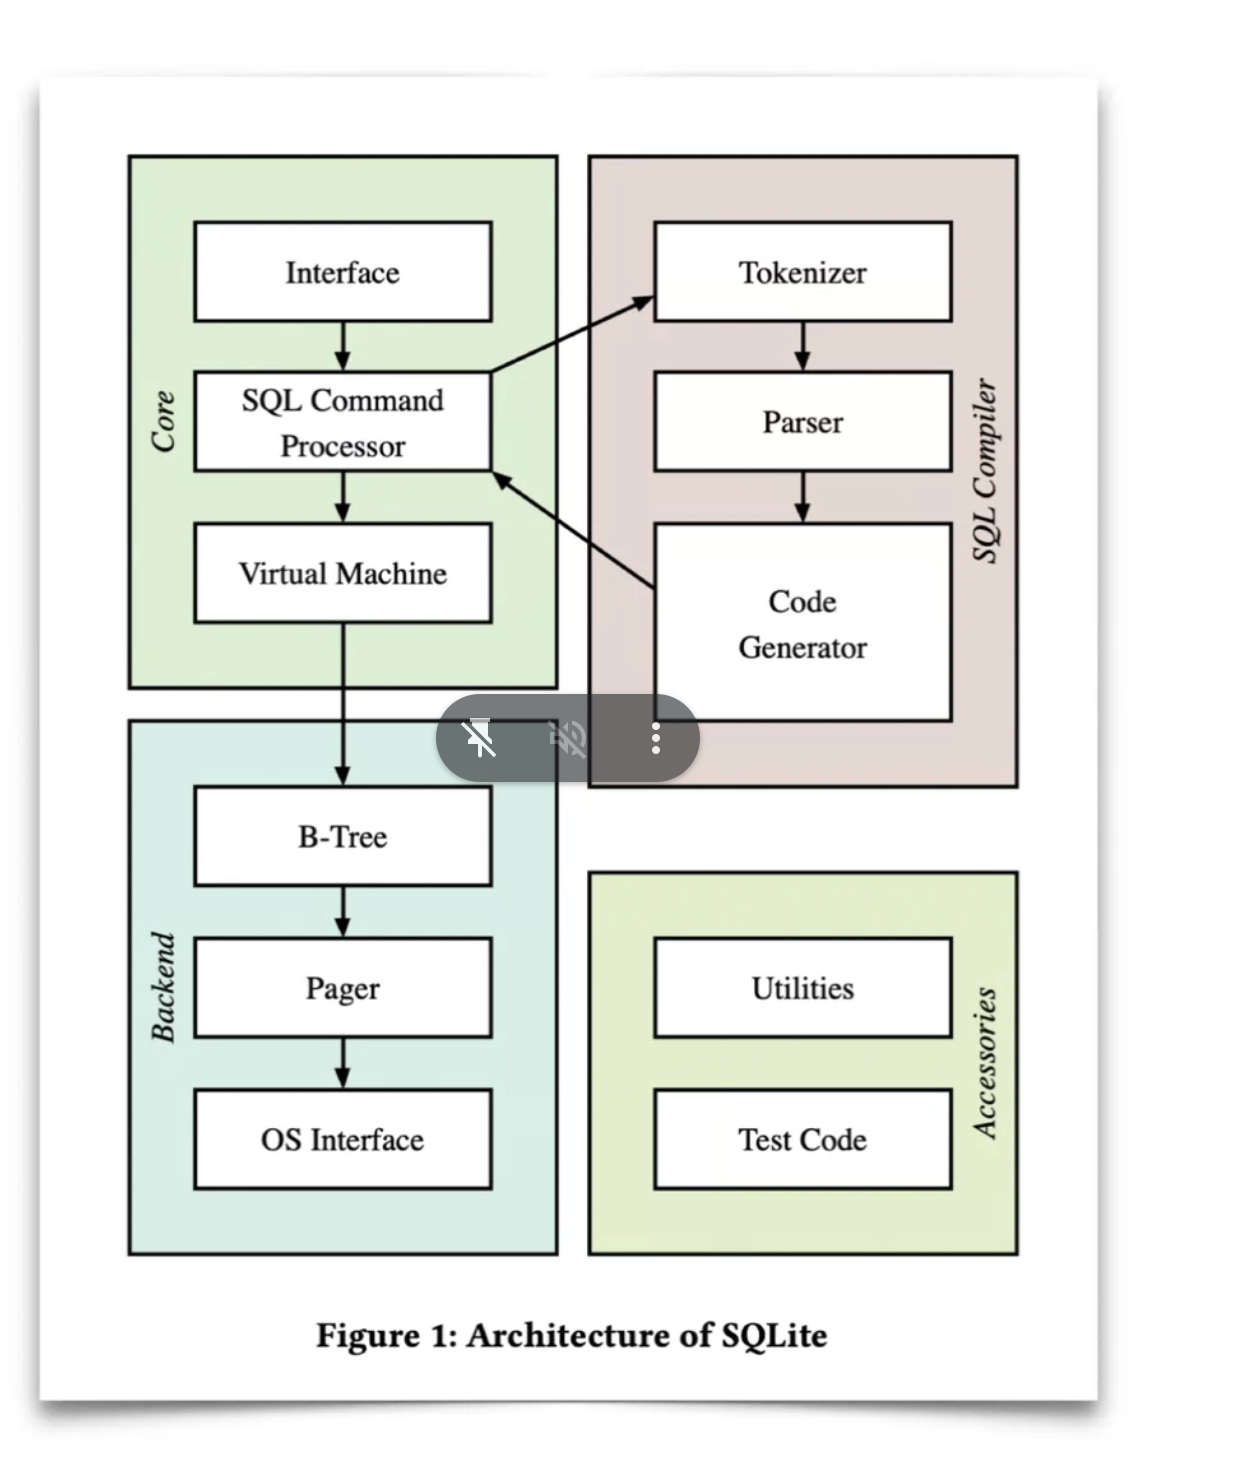 Core
Interface
SQL Command
Processor
Virtual Machine
SQL Compiler
Tokenizer
Parser
Code
Generator
Backend
B-Tree
Pager
OS Interface
Accessories
Utilities
Test Code
Figure 1: Architecture of SQLite